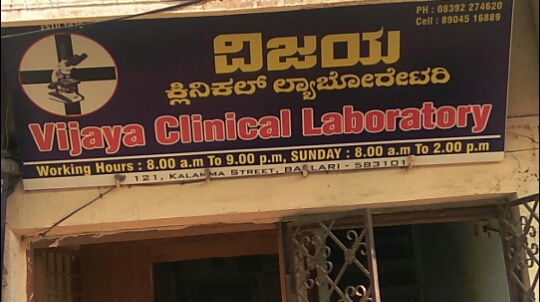 PH : 08392 274620
Cell : 89045 16889
ವಿಜಯ
ಕ್ಲಿನಿಕಲ್ ಲ್ಯಾಬೋರೇಟರಿ
Vijaya Clinical Laboratory
Working Hours : 8.00 a.m To 9.00 p.m, SUNDAY : 8.00 am To 2.00 p.m
# 121, KALAMMA STREET, BALLARI - 583101